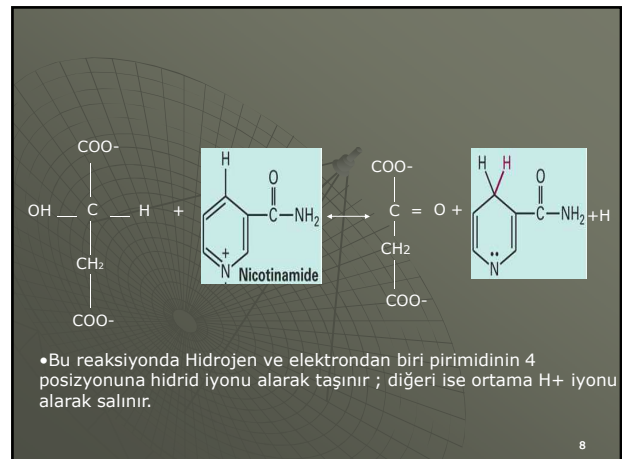 COO-
OH C H +
CH₂
COO-
H
O
C–NH₂
+
N
Nicotinamide
COO-
C = O +
CH₂
COO-
H H
O
C–NH₂
N
+H
•Bu reaksiyonda Hidrojen ve elektrondan biri pirimidinin 4
posizyonuna hidrid iyonu alarak taşınır ; diğeri ise ortama H+ iyonu
alarak salınır.
8